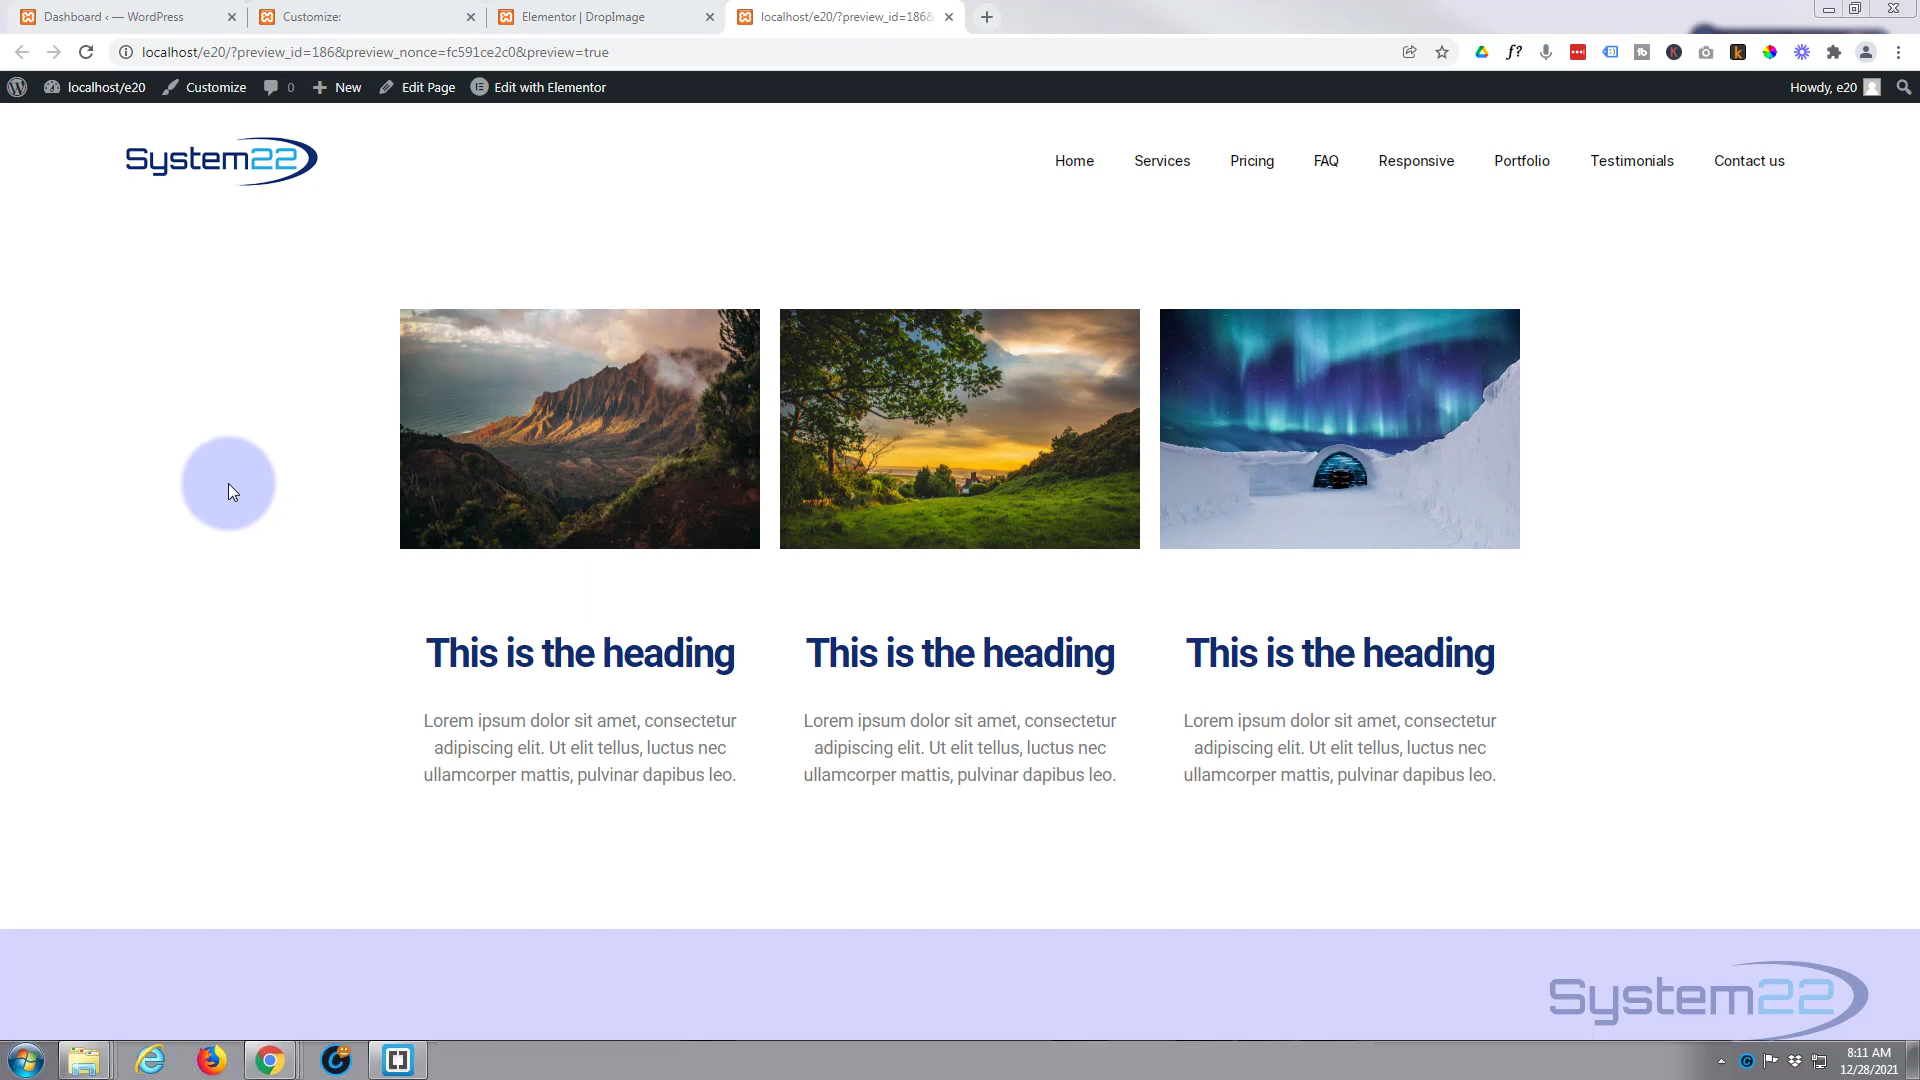 Dashboard ‹ — WordPress
Customize:
Elementor | DropImage
localhost/e20/?preview_id=186&
localhost/e20/?preview_id=186&preview_nonce=fc591ce2c0&preview=true
localhost/e20
Customize
0
New
Edit Page
Edit with Elementor
Howdy, e20
System22
Home
Services
Pricing
FAQ
Responsive
Portfolio
Testimonials
Contact us
This is the heading
Lorem ipsum dolor sit amet, consectetur
adipiscing elit. Ut elit tellus, luctus nec
ullamcorper mattis, pulvinar dapibus leo.
This is the heading
Lorem ipsum dolor sit amet, consectetur
adipiscing elit. Ut elit tellus, luctus nec
ullamcorper mattis, pulvinar dapibus leo.
This is the heading
Lorem ipsum dolor sit amet, consectetur
adipiscing elit. Ut elit tellus, luctus nec
ullamcorper mattis, pulvinar dapibus leo.
System22
8:11 AM
12/28/2021